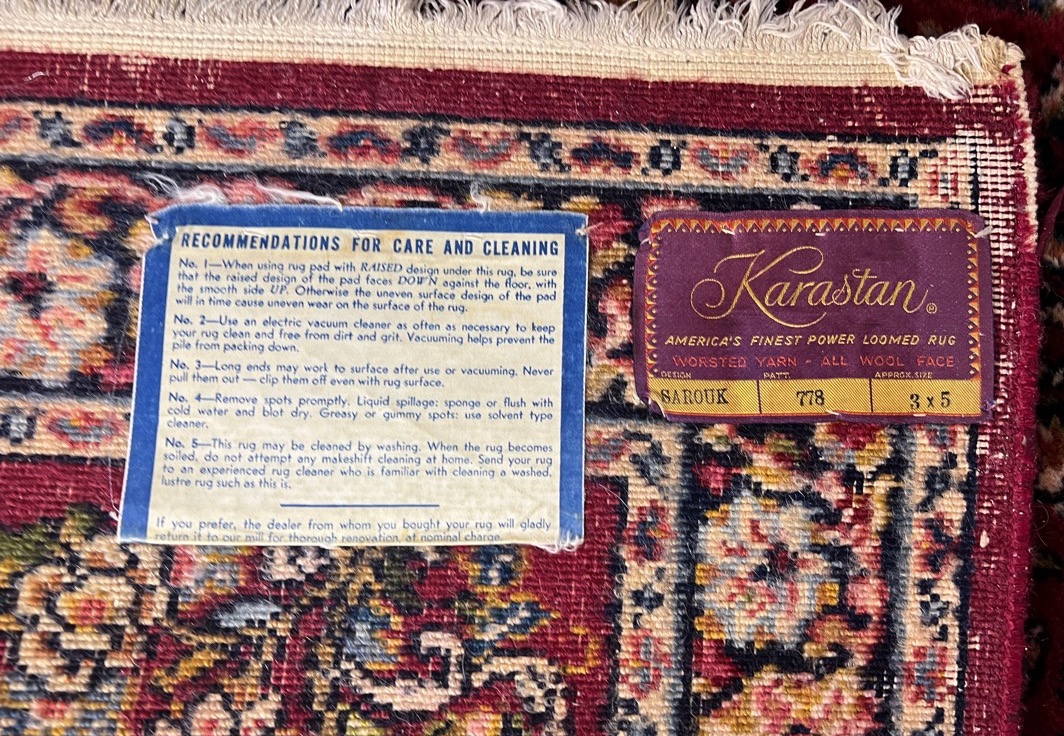 RECOMMENDATIONS FOR CARE AND CLEANING
No. 1—When using rug pad with RAISED design under this rug, be sure
that the raised design of the pad faces DOWN against the floor, with
the smooth side UP. Otherwise the uneven surface design of the pad
will in time cause uneven wear on the surface of the rug.
No. 2—Use an electric vacuum cleaner as often as necessary to keep
your rug clean and free from dirt and grit. Vacuuming helps prevent the
pile from packing down.
No. 3—Long ends may work to surface after use or vacuuming. Never
pull them out — clip them off even with rug surface.
No. 4—Remove spots promptly. Liquid spillage: sponge or flush with
cold water and blot dry. Greasy or gummy spots: use solvent type
cleaner.
No. 5—This rug may be cleaned by washing. When the rug becomes
soiled, do not attempt any makeshift cleaning at home. Send your rug
to an experienced rug cleaner who is familiar with cleaning a washed,
lustre rug such as this is.
If you prefer, the dealer from whom you bought your rug will gladly
return it to our mill for thorough renovation, at nominal charge.
Karastan®
AMERICA'S FINEST POWER LOOMED RUG
WORSTED YARN - ALL WOOL FACE
DESIGN PATT. APPROX. SIZE
SAROUK 778 3 x 5